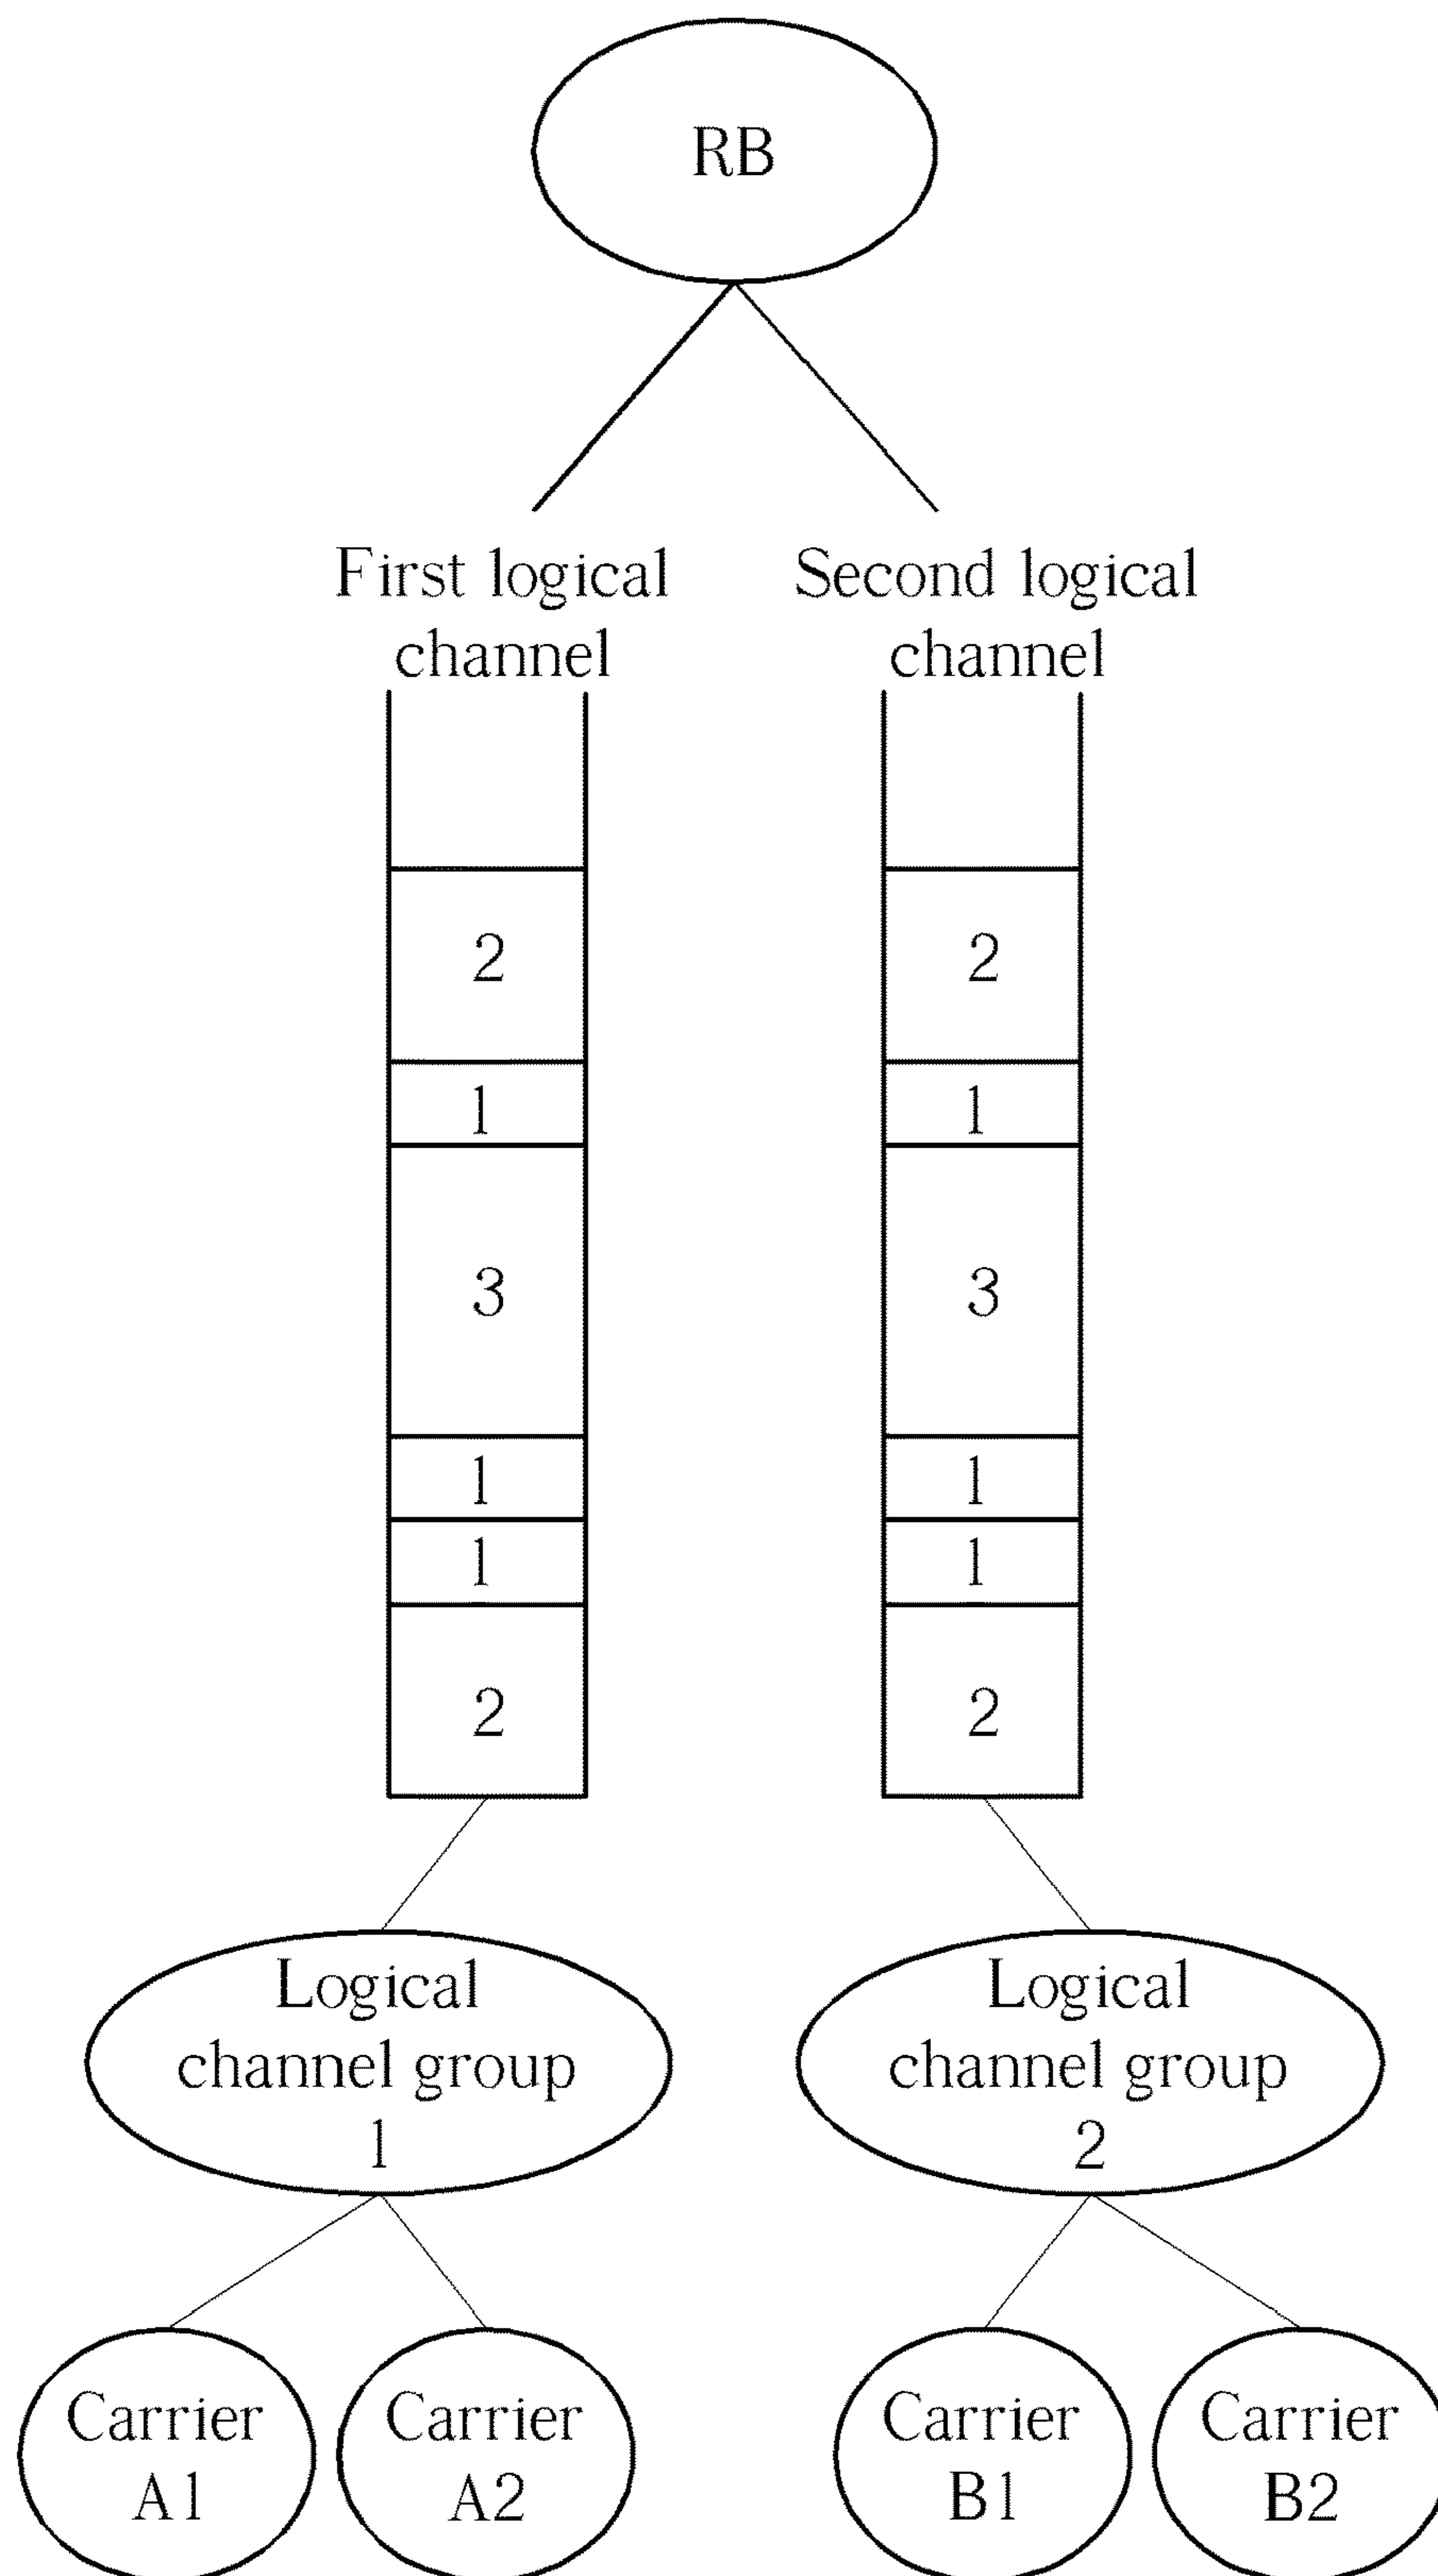 RB
First logical
channel
Second logical
channel
2
1
3
1
1
2
2
1
3
1
1
2
Logical
channel group
1
Logical
channel group
2
Carrier
A1
Carrier
A2
Carrier
B1
Carrier
B2